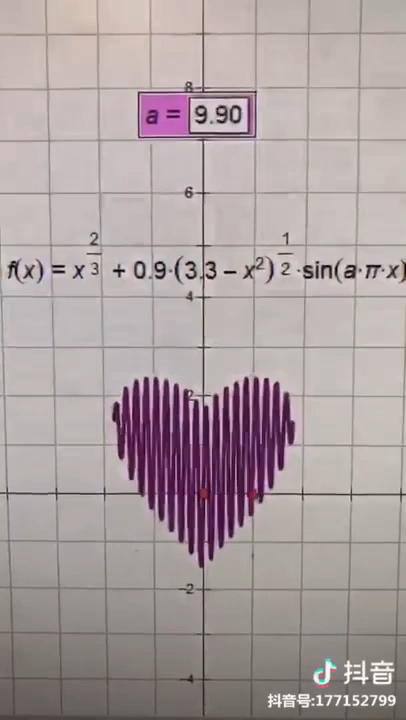 8
a = 9.90
6
f(x) = x^(2/3) + 0.9·(3.3 − x²)^(1/2)·sin(a·π·x)
4
2
−2
−4
抖音
抖音号:177152799